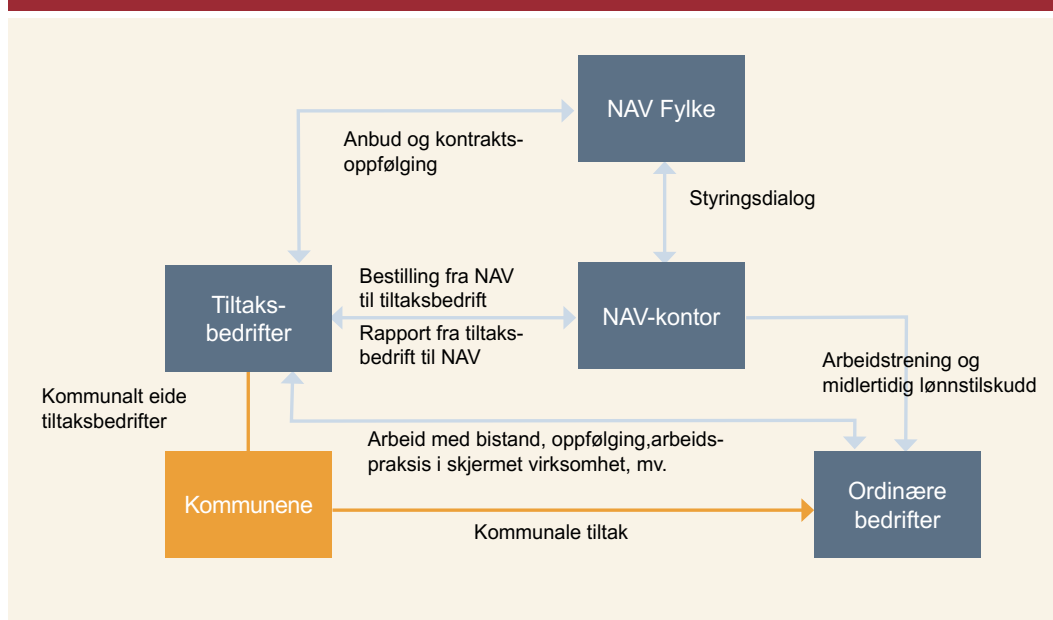 NAV Fylke
Anbud og kontrakts-
oppfølging
Styringsdialog
Tiltaks-
bedrifter
Bestilling fra NAV
til tiltaksbedrift
Rapport fra tiltaks-
bedrift til NAV
NAV-kontor
Arbeidstrening og
midlertidig lønnstilskudd
Kommunalt eide
tiltaksbedrifter
Arbeid med bistand, oppfølging,arbeids-
praksis i skjermet virksomhet, mv.
Kommunene
Ordinære
bedrifter
Kommunale tiltak